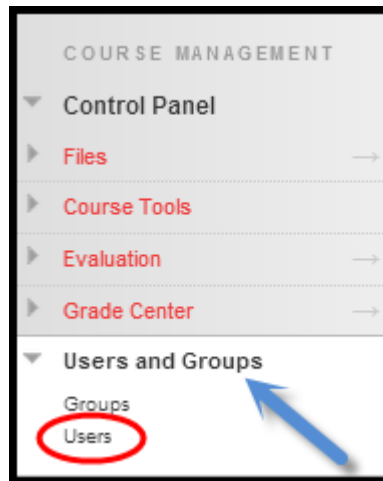 COURSE MANAGEMENT
Control Panel
Files
Course Tools
Evaluation
Grade Center
Users and Groups
Groups
Users